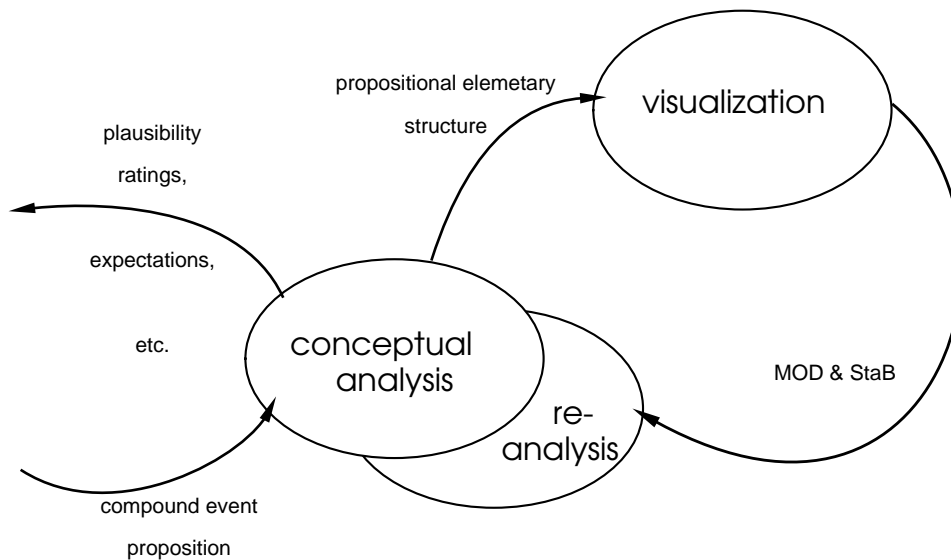 propositional elemetary
structure
visualization
plausibility
ratings,
expectations,
etc.
conceptual
analysis
MOD & StaB
re-
analysis
compound event
proposition